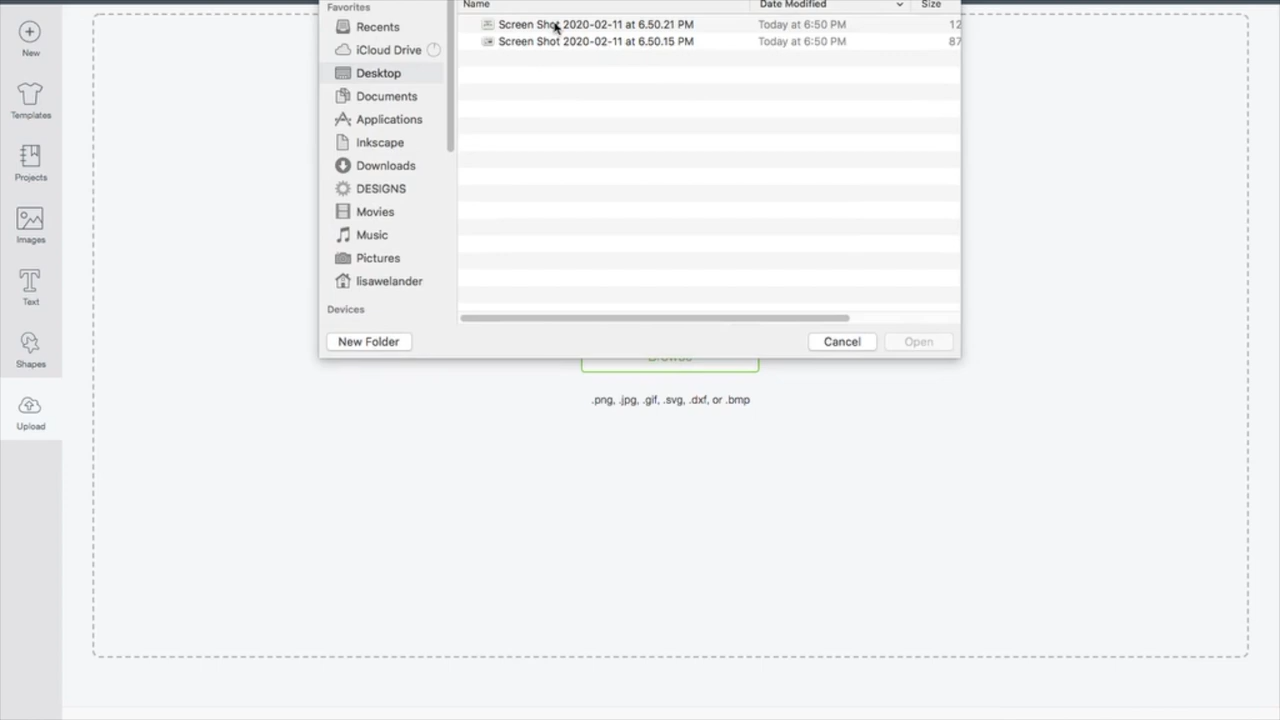 New
Templates
Projects
Images
Text
Shapes
Upload
Favorites
Recents
iCloud Drive
Desktop
Documents
Applications
Inkscape
Downloads
DESIGNS
Movies
Music
Pictures
lisawelander
Devices
Name Date Modified Size
Screen Shot 2020-02-11 at 6.50.21 PM Today at 6:50 PM 12
Screen Shot 2020-02-11 at 6.50.15 PM Today at 6:50 PM 87
New Folder Cancel Open
Browse
.png, .jpg, .gif, .svg, .dxf, or .bmp